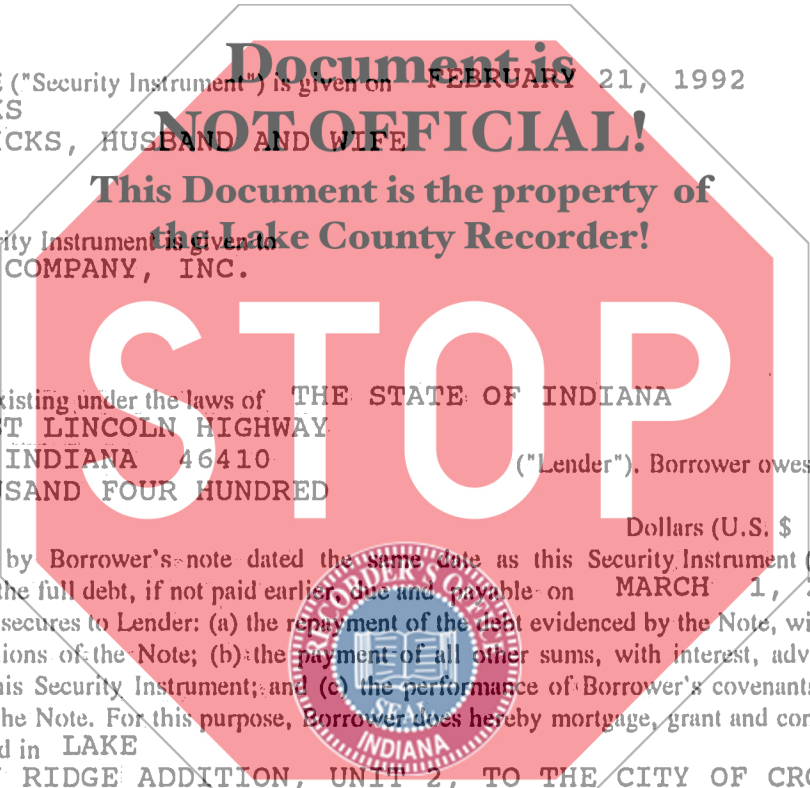 Document is
E ("Security Instrument") is given on FEBRUARY 21, 1992
KS
NOT OFFICIAL!
ICKS, HUSBAND AND WIFE
This Document is the property of
the Lake County Recorder!
rity Instrument is given to
COMPANY, INC.
STOP
xisting under the laws of THE STATE OF INDIANA
ST LINCOLN HIGHWAY
INDIANA 46410 ("Lender"). Borrower owes
USAND FOUR HUNDRED
Dollars (U.S. $
by Borrower's note dated the same date as this Security Instrument (
the full debt, if not paid earlier, due and payable on MARCH 1,
secures to Lender: (a) the repayment of the debt evidenced by the Note, wi
ions of the Note; (b) the payment of all other sums, with interest, adv
his Security Instrument; and (c) the performance of Borrower's covenants
he Note. For this purpose, Borrower does hereby mortgage, grant and con
d in LAKE
RIDGE ADDITION, UNIT 2, TO THE CITY OF CRO
RECORDER'S OFFICE
SEAL
INDIANA